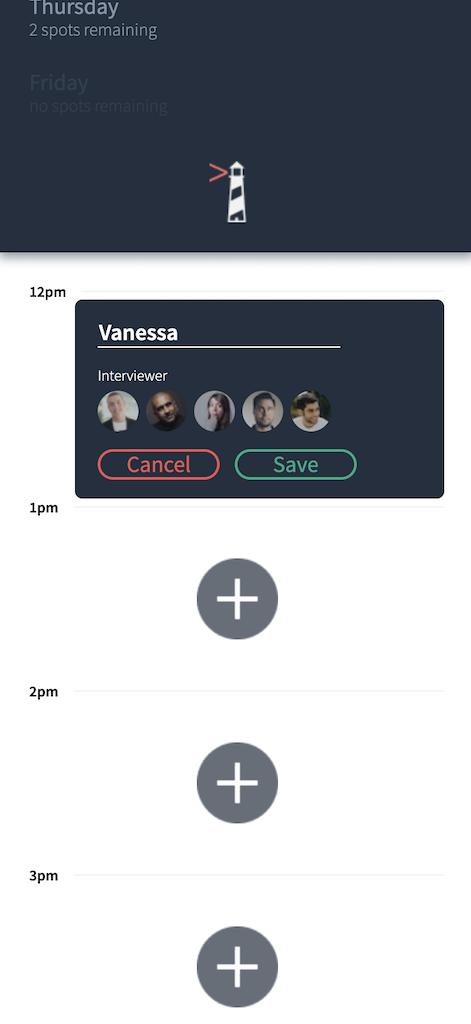 Thursday
2 spots remaining
Friday
no spots remaining
>
12pm
Vanessa
Interviewer
Cancel
Save
1pm
2pm
3pm